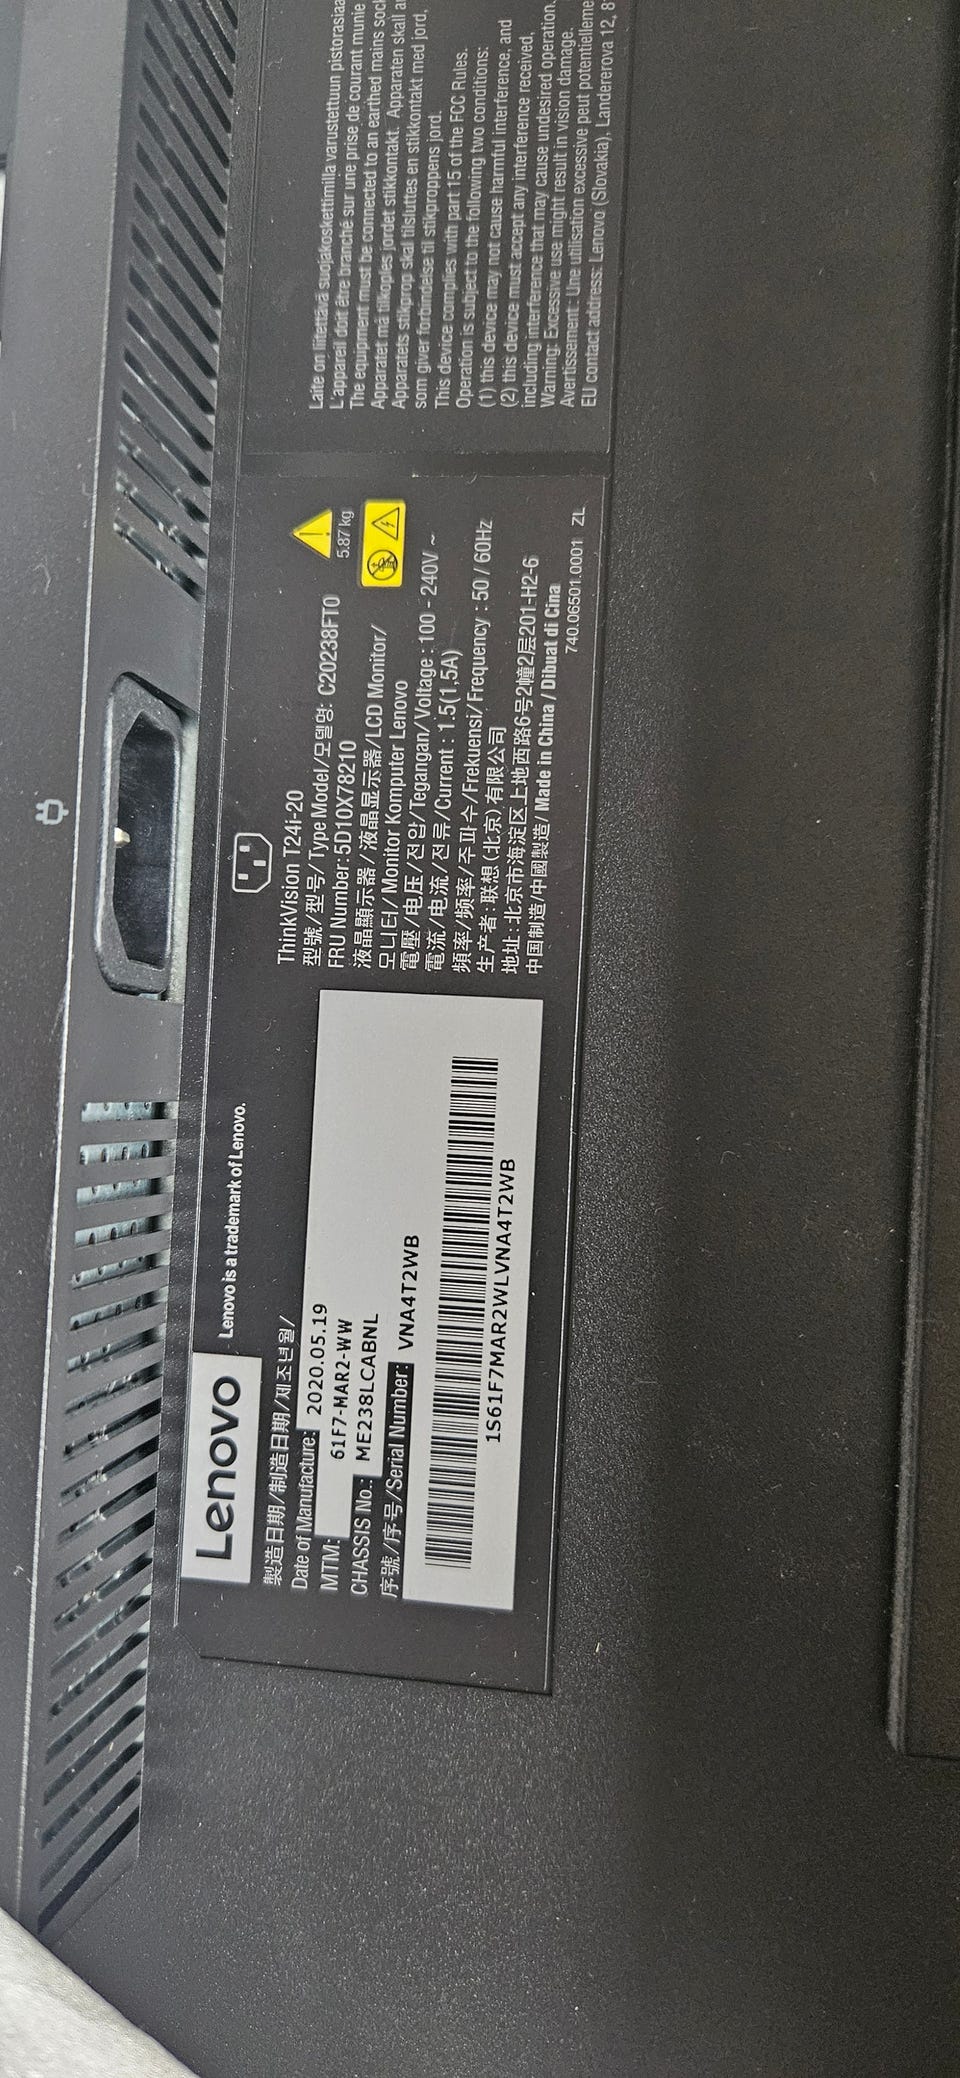 Lenovo
Lenovo is a trademark of Lenovo.
製造日期/制造日期/제조년월/
Date of Manufacture: 2020.05.19
MTM: 61F7-MAR2-WW
CHASSIS No.: ME238LCABNL
序號/序号/Serial Number: VNA4T2WB
1S61F7MAR2WLVNA4T2WB
ThinkVision T24i-20
型號/型号/Type Model/모델명: C20238FT0
5.87 kg
FRU Number:5D10X78210
液晶顯示器/液晶显示器/LCD Monitor/
모니터/Monitor Komputer Lenovo
電壓/电压/전압/Tegangan/Voltage:100 - 240V ~
電流/电流/전류/Current : 1.5(1,5A)
頻率/频率/주파수/Frekuensi/Frequency : 50 / 60Hz
生产者:联想(北京)有限公司
地址:北京市海淀区上地西路6号2幢2层201-H2-6
中国制造/中國製造/Made in China / Dibuat di Cina
740.06501.0001 ZL
Laite on liitettävä suojakoskettimilla varustettuun pistorasiaa
L'appareil doit être branché sur une prise de courant munie
The equipment must be connected to an earthed mains soc
Apparatet må tilkoples jordet stikkontakt. Apparaten skall a
Apparatets stikprop skal tilsluttes en stikkontakt med jord,
som giver forbindelse til stikproppens jord.
This device complies with part 15 of the FCC Rules.
Operation is subject to the following two conditions:
(1) this device may not cause harmful interference, and
(2) this device must accept any interference received,
including interference that may cause undesired operation.
Warning: Excessive use might result in vision damage.
Avertissement: Une utilisation excessive peut potentielleme
EU contact address: Lenovo (Slovakia), Landererova 12, 8